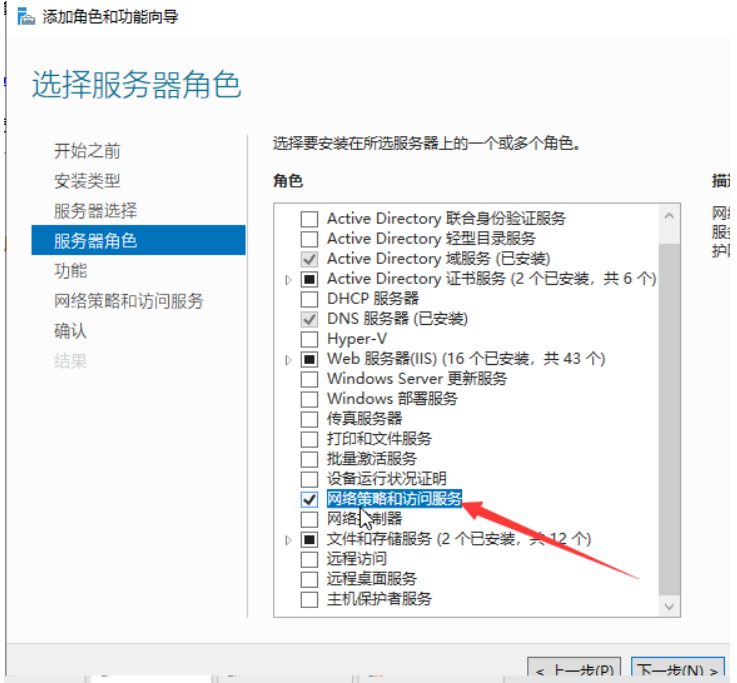 添加角色和功能向导
选择服务器角色
开始之前
安装类型
服务器选择
服务器角色
功能
网络策略和访问服务
确认
结果
选择要安装在所选服务器上的一个或多个角色。
角色
Active Directory 联合身份验证服务
Active Directory 轻型目录服务
Active Directory 域服务 (已安装)
Active Directory 证书服务 (2 个已安装，共 6 个)
DHCP 服务器
DNS 服务器 (已安装)
Hyper-V
Web 服务器(IIS) (16 个已安装，共 43 个)
Windows Server 更新服务
Windows 部署服务
传真服务器
打印和文件服务
批量激活服务
设备运行状况证明
网络策略和访问服务
网络控制器
文件和存储服务 (2 个已安装，共 12 个)
远程访问
远程桌面服务
主机保护者服务
< 上一步(P)
下一步(N) >